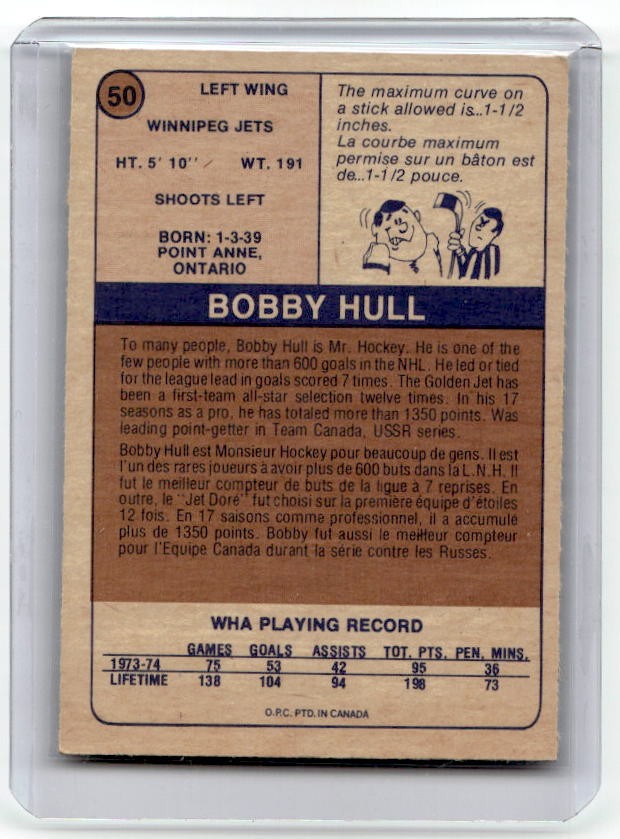 50
LEFT WING
WINNIPEG JETS
HT. 5' 10'' WT. 191
SHOOTS LEFT
BORN: 1-3-39
POINT ANNE,
ONTARIO
The maximum curve on
a stick allowed is...1-1/2
inches.
La courbe maximum
permise sur un bâton est
de...1-1/2 pouce.
BOBBY HULL
To many people, Bobby Hull is Mr. Hockey. He is one of the
few people with more than 600 goals in the NHL. He led or tied
for the league lead in goals scored 7 times. The Golden Jet has
been a first-team all-star selection twelve times. In his 17
seasons as a pro, he has totaled more than 1350 points. Was
leading point-getter in Team Canada, USSR series.
Bobby Hull est Monsieur Hockey pour beaucoup de gens. Il est
l'un des rares joueurs à avoir plus de 600 buts dans la L.N.H. Il
fut le meilleur compteur de buts de la ligue à 7 reprises. En
outre, le "Jet Doré" fut choisi sur la première équipe d'étoiles
12 fois. En 17 saisons comme professionnel, il a accumulé
plus de 1350 points. Bobby fut aussi le meilleur compteur
pour l'Equipe Canada durant la série contre les Russes.
WHA PLAYING RECORD
GAMES GOALS ASSISTS TOT. PTS. PEN. MINS.
1973-74 75 53 42 95 36
LIFETIME 138 104 94 198 73
O.P.C. PTD. IN CANADA